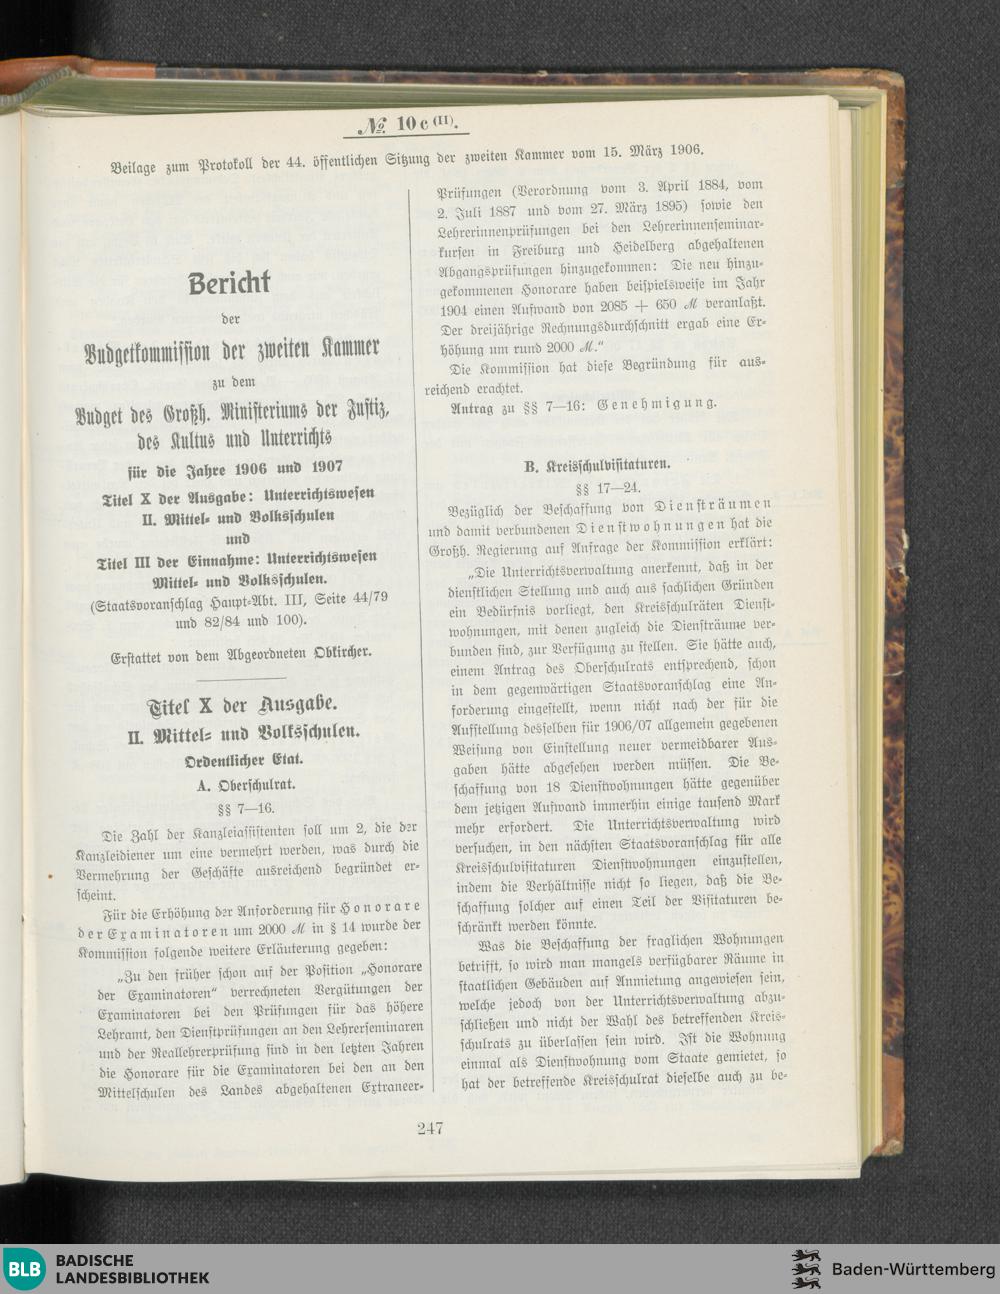 No. 10c (II).
Beilage zum Protokoll der 44. öffentlichen Sitzung der zweiten Kammer vom 15. März 1906.
Bericht
der
Budgetkommission der zweiten Kammer
zu dem
Budget des Großh. Ministeriums der Justiz,
des Kultus und Unterrichts
für die Jahre 1906 und 1907
Titel X der Ausgabe: Unterrichtswesen
II. Mittel- und Volksschulen
und
Titel III der Einnahme: Unterrichtswesen
Mittel- und Volksschulen.
(Staatsvoranschlag Haupt-Abt. III, Seite 44/79
und 82/84 und 100).
Erstattet von dem Abgeordneten Obkircher.
Titel X der Ausgabe.
II. Mittel- und Volksschulen.
Ordentlicher Etat.
A. Oberschulrat.
§§ 7—16.
Die Zahl der Kanzleiassistenten soll um 2, die der
Kanzleidiener um eine vermehrt werden, was durch die
Vermehrung der Geschäfte ausreichend begründet er-
scheint.
Für die Erhöhung der Anforderung für Honorare
der Examinatoren um 2000 ℳ in § 14 wurde der
Kommission folgende weitere Erläuterung gegeben:
„Zu den früher schon auf der Position „Honorare
der Examinatoren“ verrechneten Vergütungen der
Examinatoren bei den Prüfungen für das höhere
Lehramt, den Dienstprüfungen an den Lehrerseminaren
und der Reallehrerprüfung sind in den letzten Jahren
die Honorare für die Examinatoren bei den an den
Mittelschulen des Landes abgehaltenen Extraneer-
Prüfungen (Verordnung vom 3. April 1884, vom
2. Juli 1887 und vom 27. März 1895) sowie den
Lehrerinnenprüfungen bei den Lehrerinnenseminar-
kursen in Freiburg und Heidelberg abgehaltenen
Abgangsprüfungen hinzugekommen: Die neu hinzu-
gekommenen Honorare haben beispielsweise im Jahr
1904 einen Aufwand von 2085 + 650 ℳ veranlaßt.
Der dreijährige Rechnungsdurchschnitt ergab eine Er-
höhung um rund 2000 ℳ.“
Die Kommission hat diese Begründung für aus-
reichend erachtet.
Antrag zu §§ 7—16: Genehmigung.
B. Kreisschulvisitaturen.
§§ 17—24.
Bezüglich der Beschaffung von Diensträumen
und damit verbundenen Dienstwohnungen hat die
Großh. Regierung auf Anfrage der Kommission erklärt:
„Die Unterrichtsverwaltung anerkennt, daß in der
dienstlichen Stellung und auch aus sachlichen Gründen
ein Bedürfnis vorliegt, den Kreisschulräten Dienst-
wohnungen, mit denen zugleich die Diensträume ver-
bunden sind, zur Verfügung zu stellen. Sie hätte auch,
einem Antrag des Oberschulrats entsprechend, schon
in dem gegenwärtigen Staatsvoranschlag eine An-
forderung eingestellt, wenn nicht nach der für die
Aufstellung desselben für 1906/07 allgemein gegebenen
Weisung von Einstellung neuer vermeidbarer Aus-
gaben hätte abgesehen werden müssen. Die Be-
schaffung von 18 Dienstwohnungen hätte gegenüber
dem jetzigen Aufwand immerhin einige tausend Mark
mehr erfordert. Die Unterrichtsverwaltung wird
versuchen, in den nächsten Staatsvoranschlag für alle
Kreisschulvisitaturen Dienstwohnungen einzustellen,
indem die Verhältnisse nicht so liegen, daß die Be-
schaffung solcher auf einen Teil der Visitaturen be-
schränkt werden könnte.
Was die Beschaffung der fraglichen Wohnungen
betrifft, so wird man mangels verfügbarer Räume in
staatlichen Gebäuden auf Anmietung angewiesen sein,
welche jedoch von der Unterrichtsverwaltung abzu-
schließen und nicht der Wahl des betreffenden Kreis-
schulrats zu überlassen sein wird. Ist die Wohnung
einmal als Dienstwohnung vom Staate gemietet, so
hat der betreffende Kreisschulrat dieselbe auch zu be-
247
BLB BADISCHE
LANDESBIBLIOTHEK
Baden-Württemberg